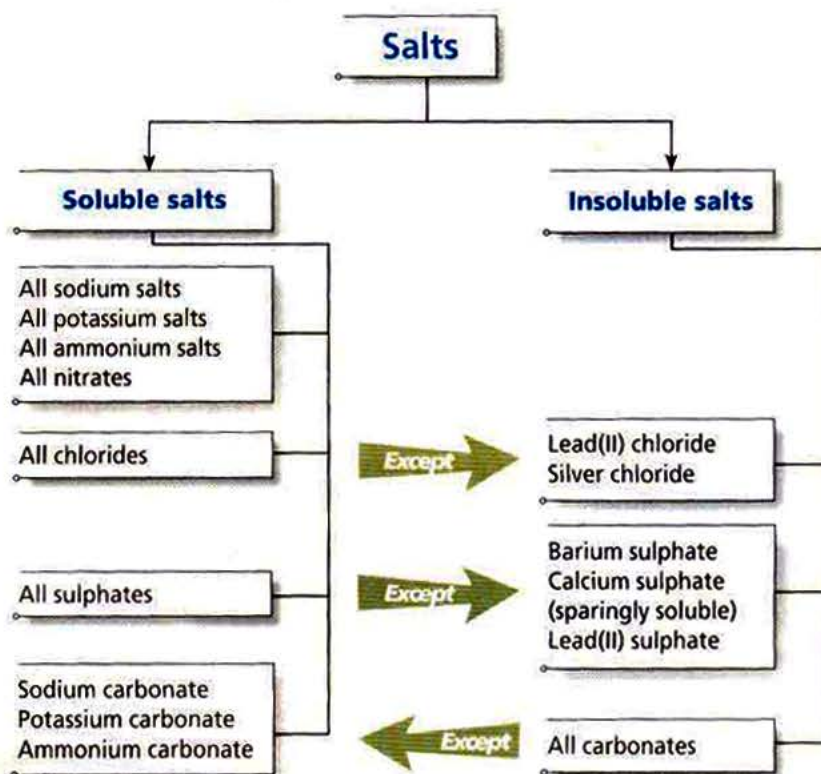 Salts
Soluble salts
Insoluble salts
All sodium salts
All potassium salts
All ammonium salts
All nitrates
All chlorides
Except
Lead(II) chloride
Silver chloride
All sulphates
Except
Barium sulphate
Calcium sulphate
(sparingly soluble)
Lead(II) sulphate
Sodium carbonate
Potassium carbonate
Ammonium carbonate
Except
All carbonates